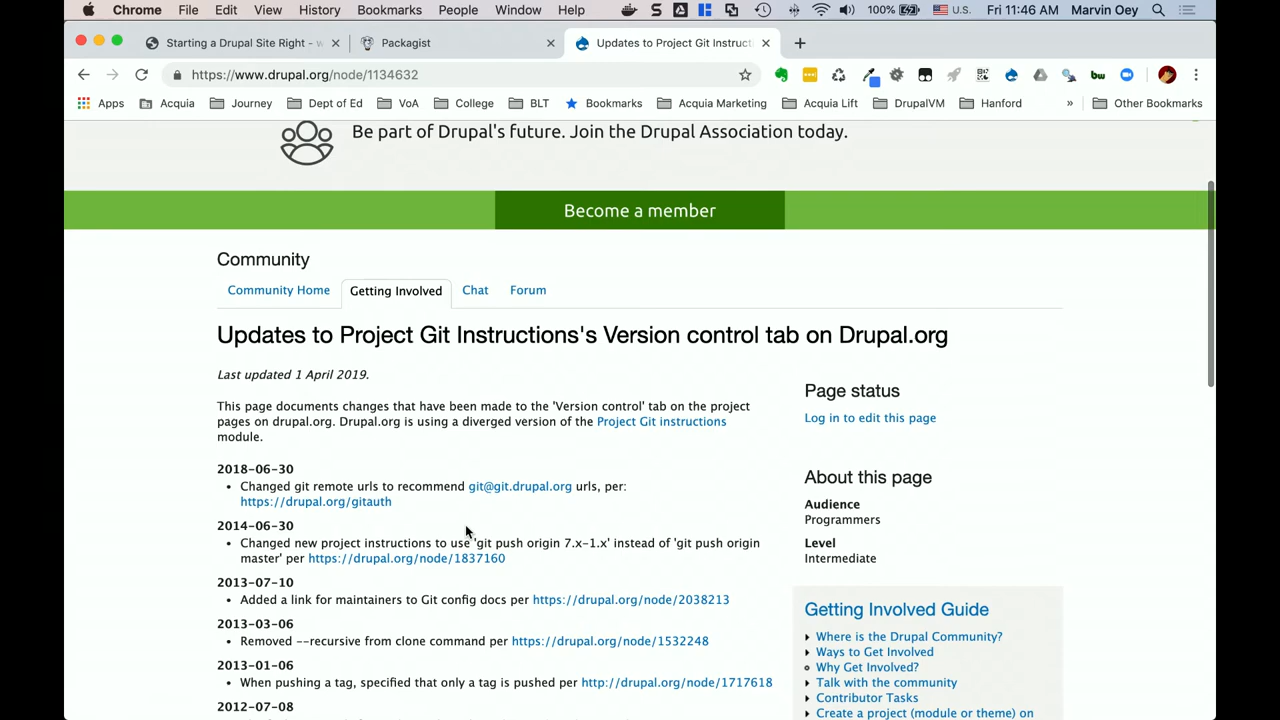 Chrome File Edit View History Bookmarks People Window Help 100% U.S. Fri 11:46 AM Marvin Oey
Starting a Drupal Site Right - w
Packagist
Updates to Project Git Instruct
https://www.drupal.org/node/1134632
Apps Acquia Journey Dept of Ed VoA College BLT Bookmarks Acquia Marketing Acquia Lift DrupalVM Hanford » Other Bookmarks
Be part of Drupal's future. Join the Drupal Association today.
Become a member
Community
Community Home Getting Involved Chat Forum
Updates to Project Git Instructions's Version control tab on Drupal.org
Last updated 1 April 2019.
This page documents changes that have been made to the 'Version control' tab on the project
pages on drupal.org. Drupal.org is using a diverged version of the Project Git instructions
module.
2018-06-30
• Changed git remote urls to recommend git@git.drupal.org urls, per:
https://drupal.org/gitauth
2014-06-30
• Changed new project instructions to use 'git push origin 7.x-1.x' instead of 'git push origin
master' per https://drupal.org/node/1837160
2013-07-10
• Added a link for maintainers to Git config docs per https://drupal.org/node/2038213
2013-03-06
• Removed --recursive from clone command per https://drupal.org/node/1532248
2013-01-06
• When pushing a tag, specified that only a tag is pushed per http://drupal.org/node/1717618
2012-07-08
Page status
Log in to edit this page
About this page
Audience
Programmers
Level
Intermediate
Getting Involved Guide
Where is the Drupal Community?
Ways to Get Involved
Why Get Involved?
Talk with the community
Contributor Tasks
Create a project (module or theme) on